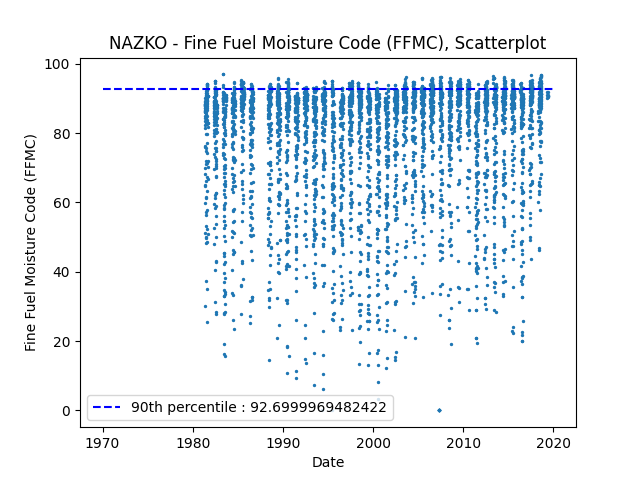 NAZKO - Fine Fuel Moisture Code (FFMC), Scatterplot
100
80
60
40
20
0
Fine Fuel Moisture Code (FFMC)
90th percentile : 92.6999969482422
1970 1980 1990 2000 2010 2020
Date